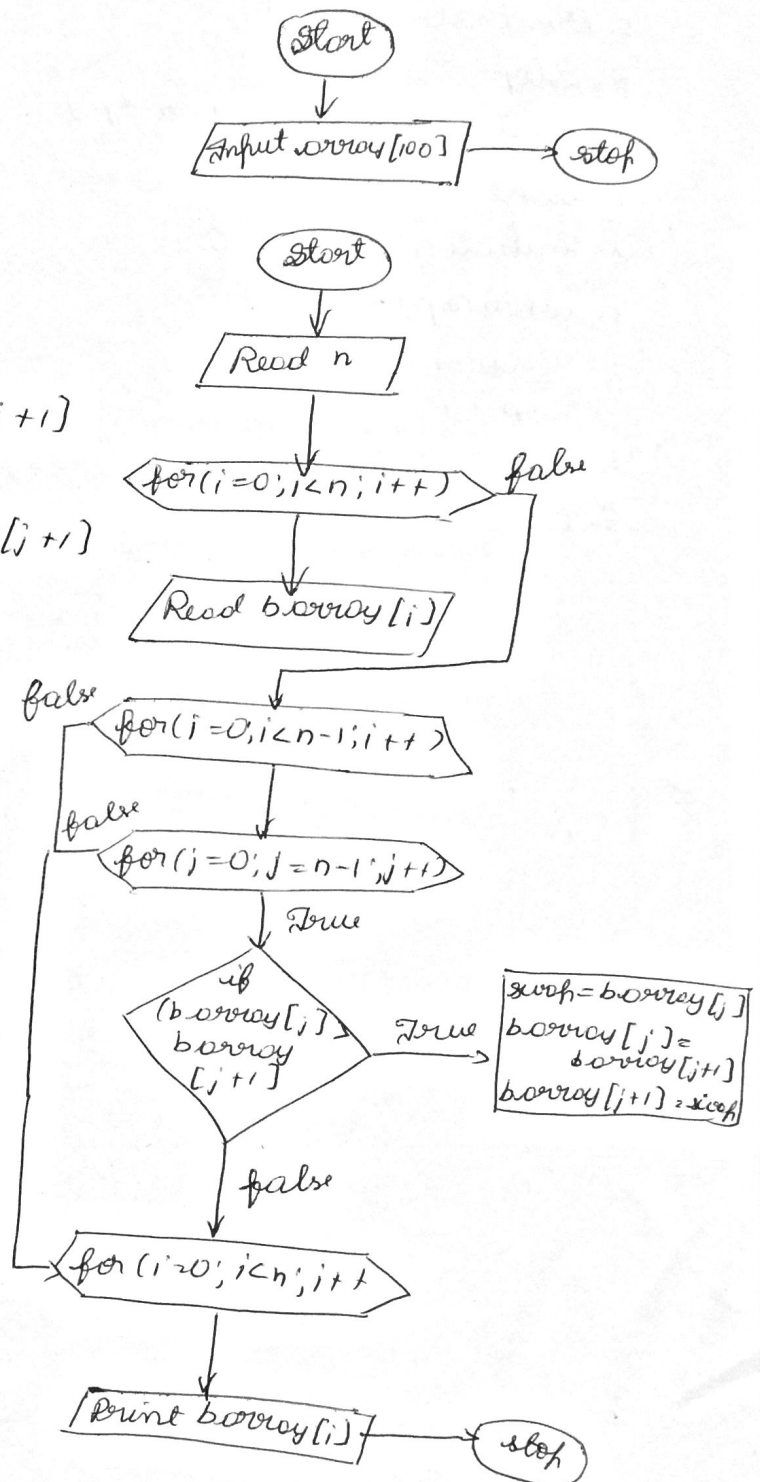 Start
Input array[100]
stop
Start
Read n
+1]
for(i=0;i<n;i++)
false
[j+1]
Read barray[i]
false
for(i=0;i<n-1;i++)
false
for(j=0;j=n-1;j++)
True
if
(barray[j]>
barray
[j+1]
True
swap=barray[j]
barray[j]=
barray[j+1]
barray[j+1]=swap
false
for(i=0;i<n;i++
Print barray[i]
stop